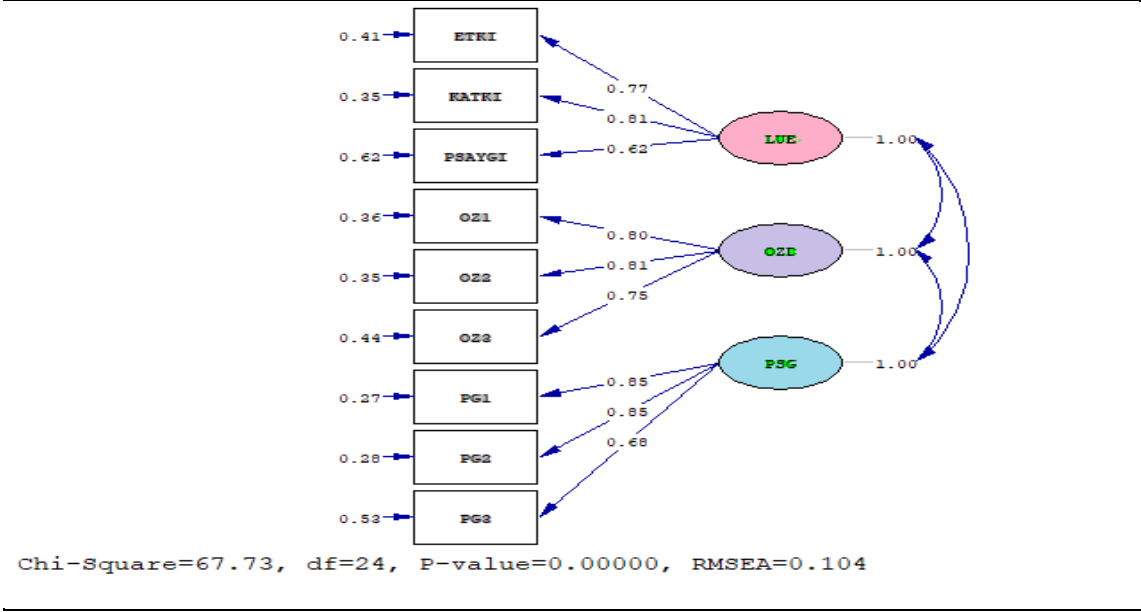 0.41 ETKI
0.77
0.35 KATKI
0.81
LUE 1.00
0.62 PSAYGI 0.62
0.36 OZ1
0.80
OZE 1.00
0.81
0.35 OZ2
0.75
0.44 OZ3
PSG 1.00
0.85
0.27 PG1
0.85
0.68
0.28 PG2
0.53 PG3
Chi-Square=67.73, df=24, P-value=0.00000, RMSEA=0.104